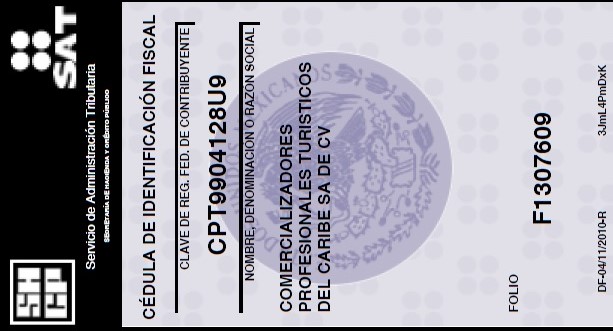 SHCP
SAT
Servicio de Administración Tributaria
SECRETARÍA DE HACIENDA Y CRÉDITO PÚBLICO
CÉDULA DE IDENTIFICACIÓN FISCAL
CLAVE DE REG. FED. DE CONTRIBUYENTE
CPT9904128U9
NOMBRE, DENOMINACIÓN O RAZÓN SOCIAL
COMERCIALIZADORES
PROFESIONALES TURISTICOS
DEL CARIBE SA DE CV
FOLIO
F1307609
DF-04/11/2010-R
3JmL4PmDxK